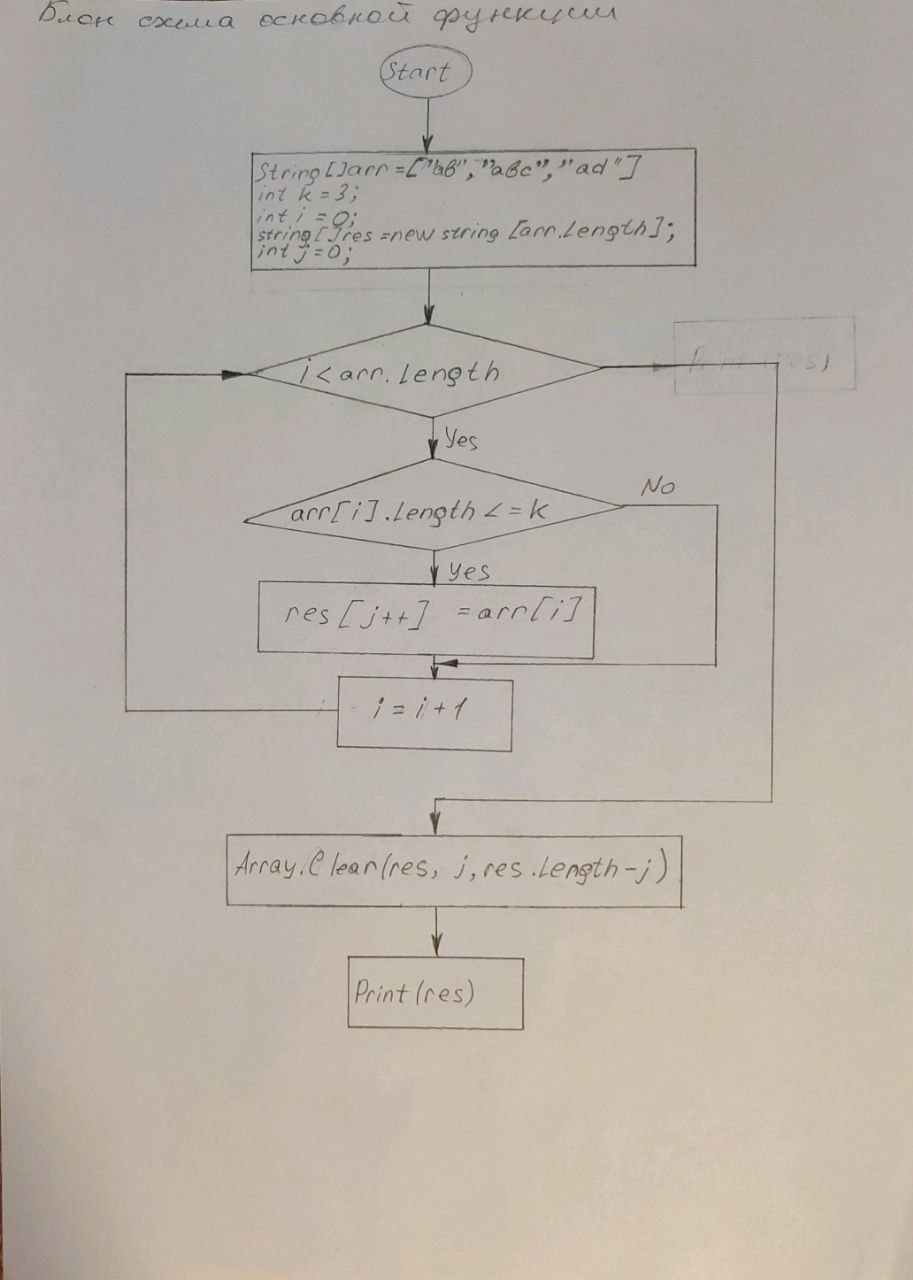 Блок схема основной функции
Start
String[]arr=["ab","abc","ad"]
int k=3;
int i=0;
string[]res=new string[arr.Length];
int j=0;
i<arr.Length
Print(res)
Yes
No
arr[i].Length<=k
Yes
res[j++] =arr[i]
i=i+1
Array.Clear(res, j,res.Length-j)
Print(res)